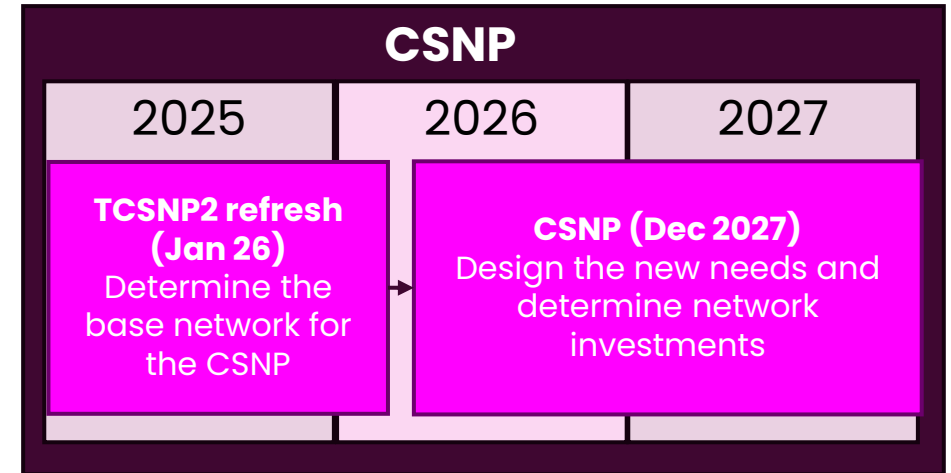 CSNP
2025
2026
2027
TCSNP2 refresh
(Jan 26)
Determine the
base network for
the CSNP
CSNP (Dec 2027)
Design the new needs and
determine network
investments